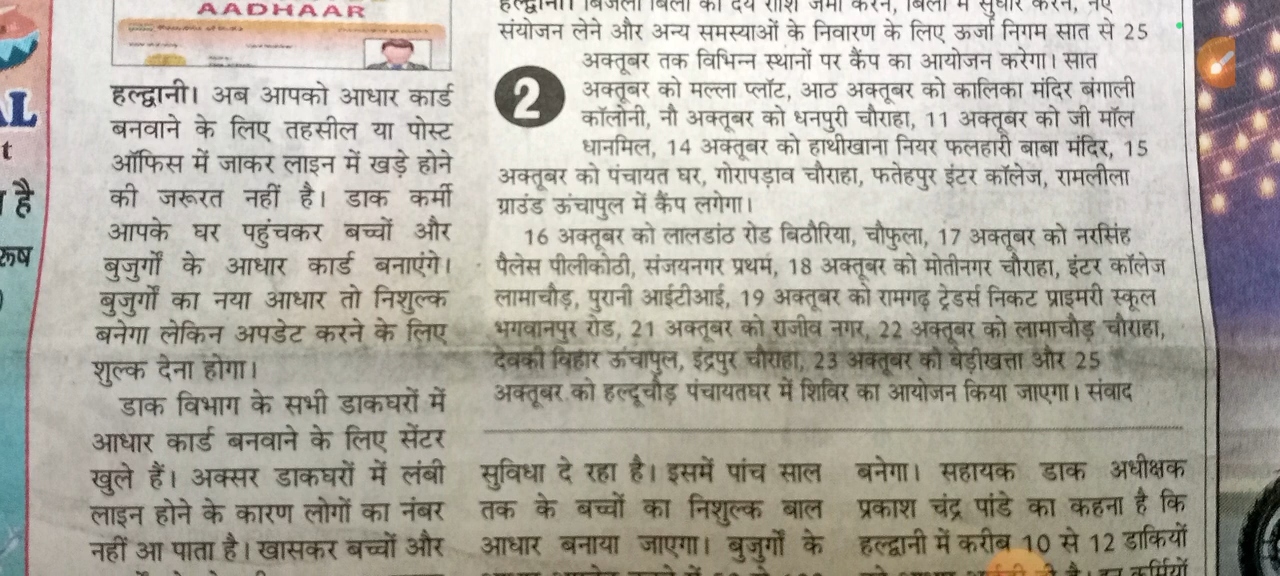 AADHAAR
हल्द्वानी। अब आपको आधार कार्ड
बनवाने के लिए तहसील या पोस्ट
ऑफिस में जाकर लाइन में खड़े होने
की जरूरत नहीं है। डाक कर्मी
आपके घर पहुंचकर बच्चों और
बुजुर्गों के आधार कार्ड बनाएंगे।
बुजुर्गों का नया आधार तो निशुल्क
बनेगा लेकिन अपडेट करने के लिए
शुल्क देना होगा।
डाक विभाग के सभी डाकघरों में
आधार कार्ड बनवाने के लिए सेंटर
खुले हैं। अक्सर डाकघरों में लंबी
लाइन होने के कारण लोगों का नंबर
नहीं आ पाता है। खासकर बच्चों और
हल्द्वानी। बिजली बिलों की देय राशि जमा करने, बिलों में सुधार करने, नए
संयोजन लेने और अन्य समस्याओं के निवारण के लिए ऊर्जा निगम सात से 25
अक्तूबर तक विभिन्न स्थानों पर कैंप का आयोजन करेगा। सात
2
अक्तूबर को मल्ला प्लॉट, आठ अक्तूबर को कालिका मंदिर बंगाली
कॉलोनी, नौ अक्तूबर को धनपुरी चौराहा, 11 अक्तूबर को जी मॉल
धानमिल, 14 अक्तूबर को हाथीखाना नियर फलहारी बाबा मंदिर, 15
अक्तूबर को पंचायत घर, गोरापड़ाव चौराहा, फतेहपुर इंटर कॉलेज, रामलीला
ग्राउंड ऊंचापुल में कैंप लगेगा।
16 अक्तूबर को लालडांठ रोड बिठौरिया, चौफुला, 17 अक्तूबर को नरसिंह
पैलेस पीलीकोठी, संजयनगर प्रथम, 18 अक्तूबर को मोतीनगर चौराहा, इंटर कॉलेज
लामाचौड़, पुरानी आईटीआई, 19 अक्तूबर को रामगढ़ ट्रेडर्स निकट प्राइमरी स्कूल
भगवानपुर रोड, 21 अक्तूबर को राजीव नगर, 22 अक्तूबर को लामाचौड़ चौराहा,
देवकी विहार ऊंचापुल, इंद्रपुर चौराहा, 23 अक्तूबर को बेड़ीखत्ता और 25
अक्तूबर को हल्दूचौड़ पंचायतघर में शिविर का आयोजन किया जाएगा। संवाद
सुविधा दे रहा है। इसमें पांच साल
तक के बच्चों का निशुल्क बाल
आधार बनाया जाएगा। बुजुर्गों के
बनेगा। सहायक डाक अधीक्षक
प्रकाश चंद्र पांडे का कहना है कि
हल्द्वानी में करीब 10 से 12 डाकियों